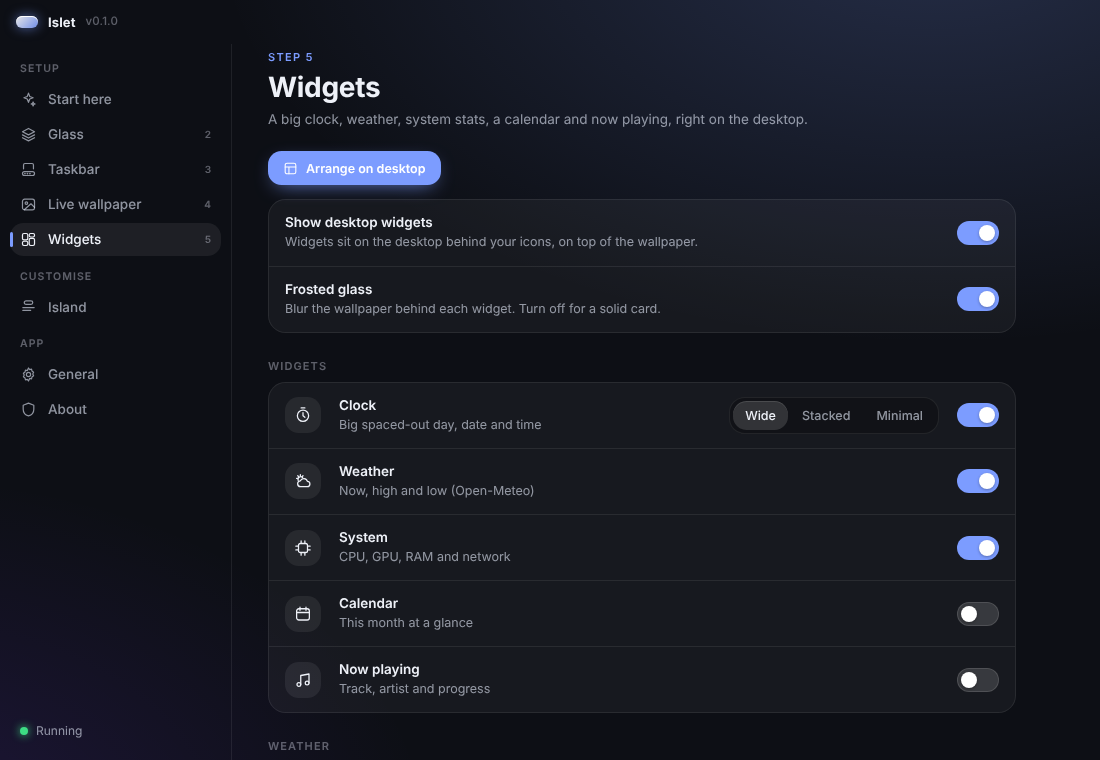 Islet v0.1.0
SETUP
Start here
Glass 2
Taskbar 3
Live wallpaper 4
Widgets 5
CUSTOMISE
Island
APP
General
About
Running
STEP 5
Widgets
A big clock, weather, system stats, a calendar and now playing, right on the desktop.
Arrange on desktop
Show desktop widgets
Widgets sit on the desktop behind your icons, on top of the wallpaper.
Frosted glass
Blur the wallpaper behind each widget. Turn off for a solid card.
WIDGETS
Clock
Big spaced-out day, date and time
Wide Stacked Minimal
Weather
Now, high and low (Open-Meteo)
System
CPU, GPU, RAM and network
Calendar
This month at a glance
Now playing
Track, artist and progress
WEATHER